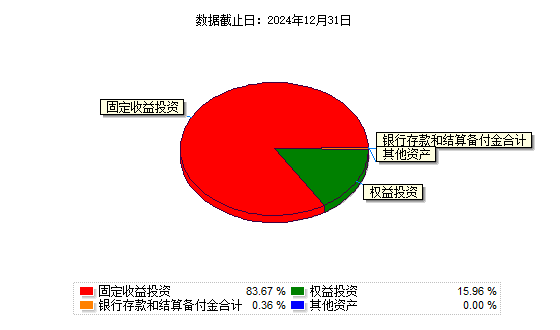 数据截止日：2024年12月31日
固定收益投资
银行存款和结算备付金合计
其他资产
权益投资
固定收益投资 83.67 % 权益投资 15.96 %
银行存款和结算备付金合计 0.36 % 其他资产 0.00 %